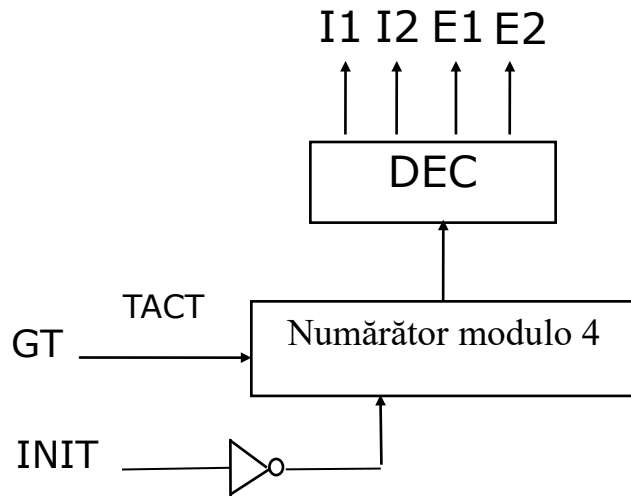 I1 I2 E1 E2
DEC
TACT
Numărător modulo 4
GT
INIT